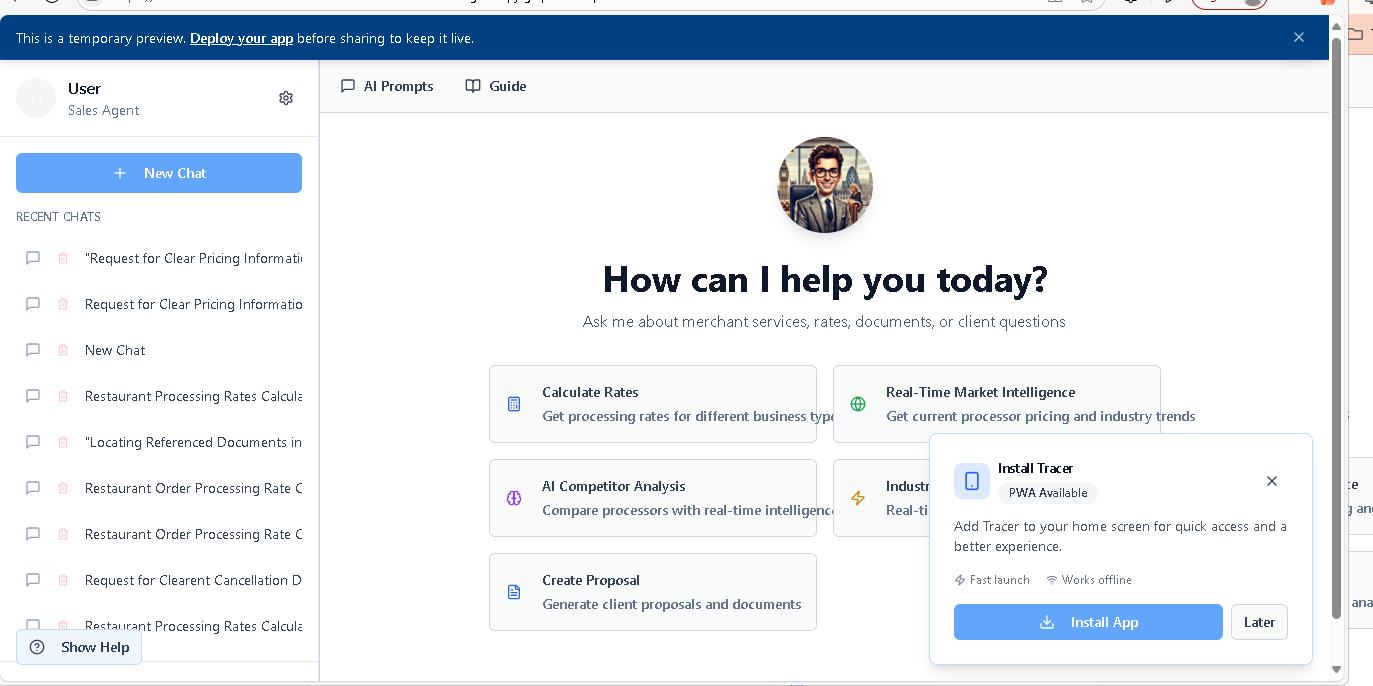 This is a temporary preview. Deploy your app before sharing to keep it live.
User
Sales Agent
New Chat
RECENT CHATS
"Request for Clear Pricing Informati
Request for Clear Pricing Informatio
New Chat
Restaurant Processing Rates Calcula
"Locating Referenced Documents in
Restaurant Order Processing Rate C
Restaurant Order Processing Rate C
Request for Clearent Cancellation D
Restaurant Processing Rates Calcula
Show Help
AI Prompts
Guide
How can I help you today?
Ask me about merchant services, rates, documents, or client questions
Calculate Rates
Get processing rates for different business type
Real-Time Market Intelligence
Get current processor pricing and industry trends
AI Competitor Analysis
Compare processors with real-time intelligence
Industr
Real-ti
Create Proposal
Generate client proposals and documents
Install Tracer
PWA Available
Add Tracer to your home screen for quick access and a
better experience.
Fast launch
Works offline
Install App
Later